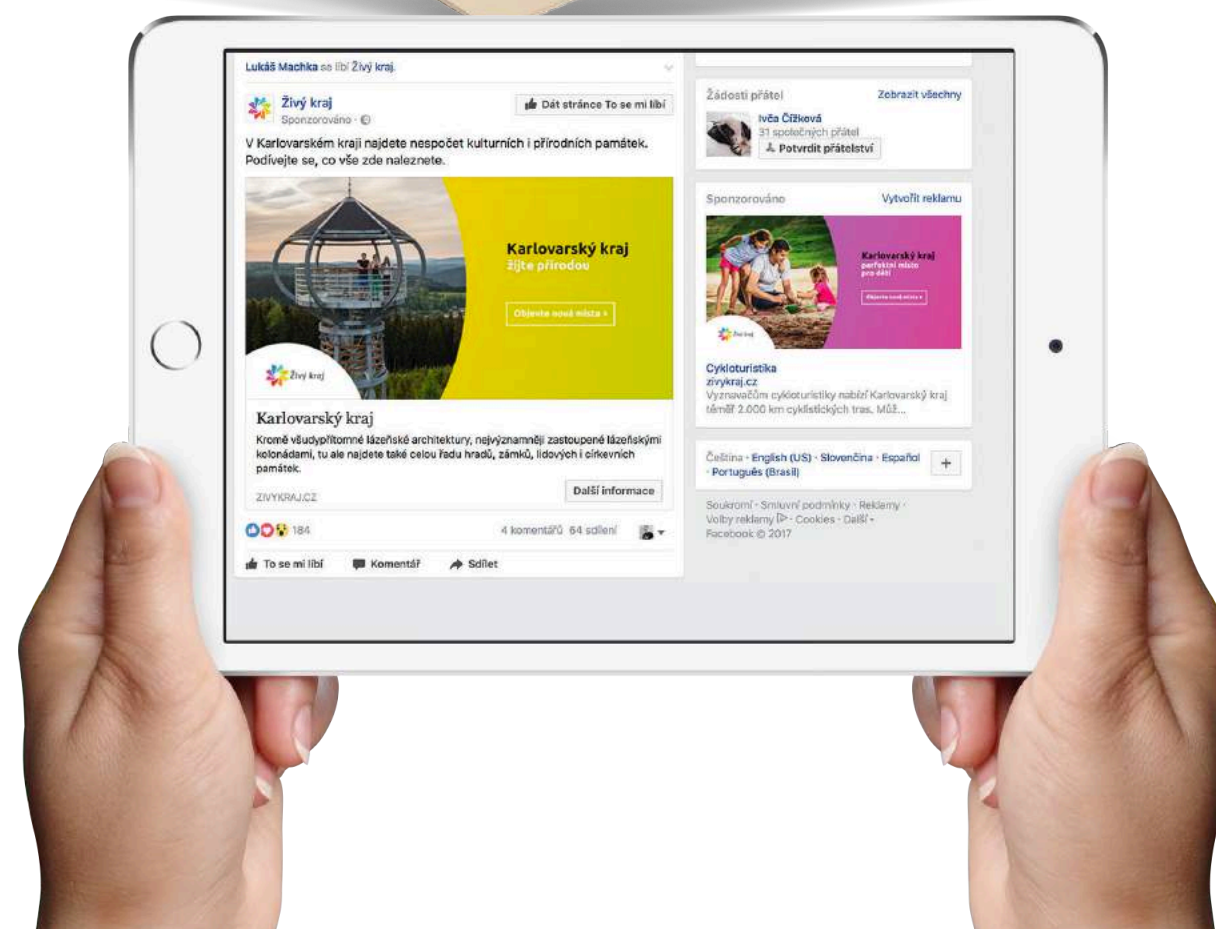 Lukáš Machka se líbí Živý kraj.
Živý kraj
Sponzorováno ·
Dát stránce To se mi líbí
V Karlovarském kraji najdete nespočet kulturních i přírodních památek.
Podívejte se, co vše zde naleznete.
Karlovarský kraj
žijte přírodou
Objevte nová místa ›
Živý kraj
Karlovarský kraj
Kromě všudypřítomné lázeňské architektury, nejvýznamněji zastoupené lázeňskými
kolonádami, tu ale najdete také celou řadu hradů, zámků, lidových i církevních
památek.
ZIVYKRAJ.CZ
Další informace
184
4 komentářů 64 sdílení
To se mi líbí Komentář Sdílet
Žádosti přátel Zobrazit všechny
Ivča Čížková
31 společných přátel
Potvrdit přátelství
Sponzorováno Vytvořit reklamu
Karlovarský kraj
perfektní místo
pro děti
Objevte nová místa ›
Živý kraj
Cykloturistika
zivykraj.cz
Vyznavačům cykloturistiky nabízí Karlovarský kraj
téměř 2.000 km cyklistických tras. Můž...
Čeština · English (US) · Slovenčina · Español
· Português (Brasil)
+
Soukromí · Smluvní podmínky · Reklamy ·
Volby reklamy · Cookies · Další
Facebook © 2017